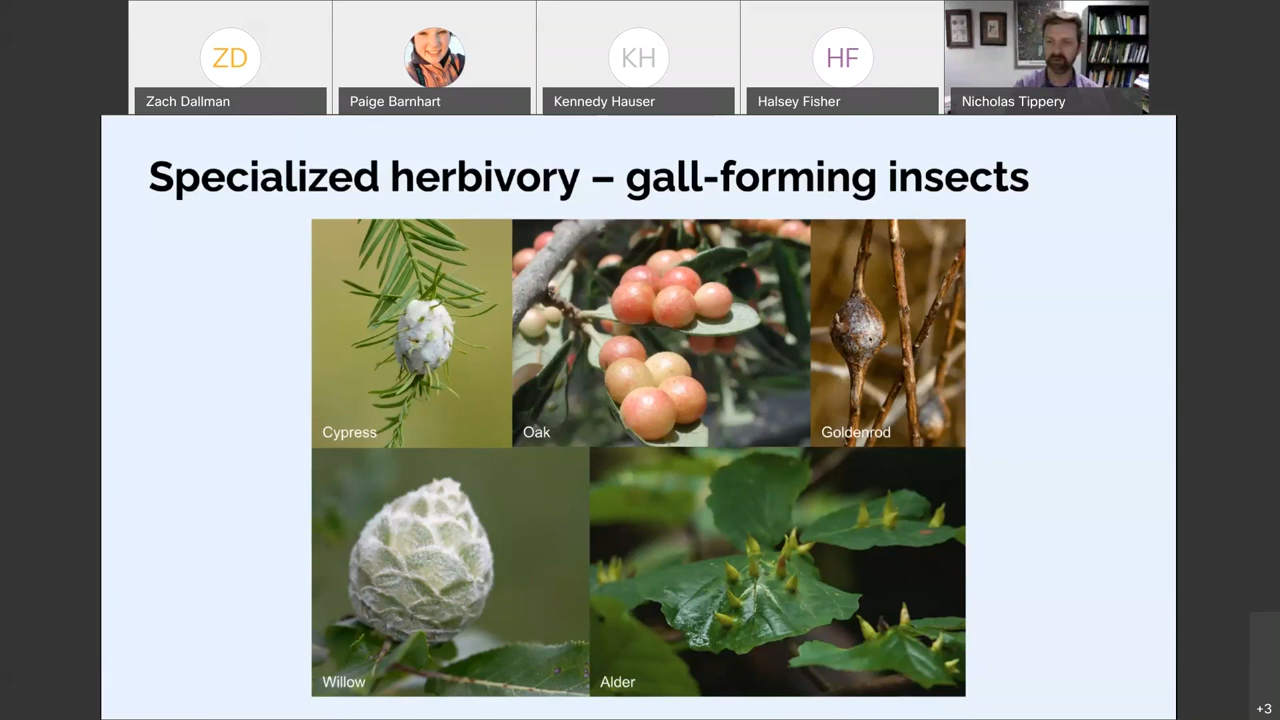 ZD
KH
HF
Zach Dallman
Paige Barnhart
Kennedy Hauser
Halsey Fisher
Nicholas Tippery
Specialized herbivory – gall-forming insects
Cypress
Oak
Goldenrod
Willow
Alder
+3